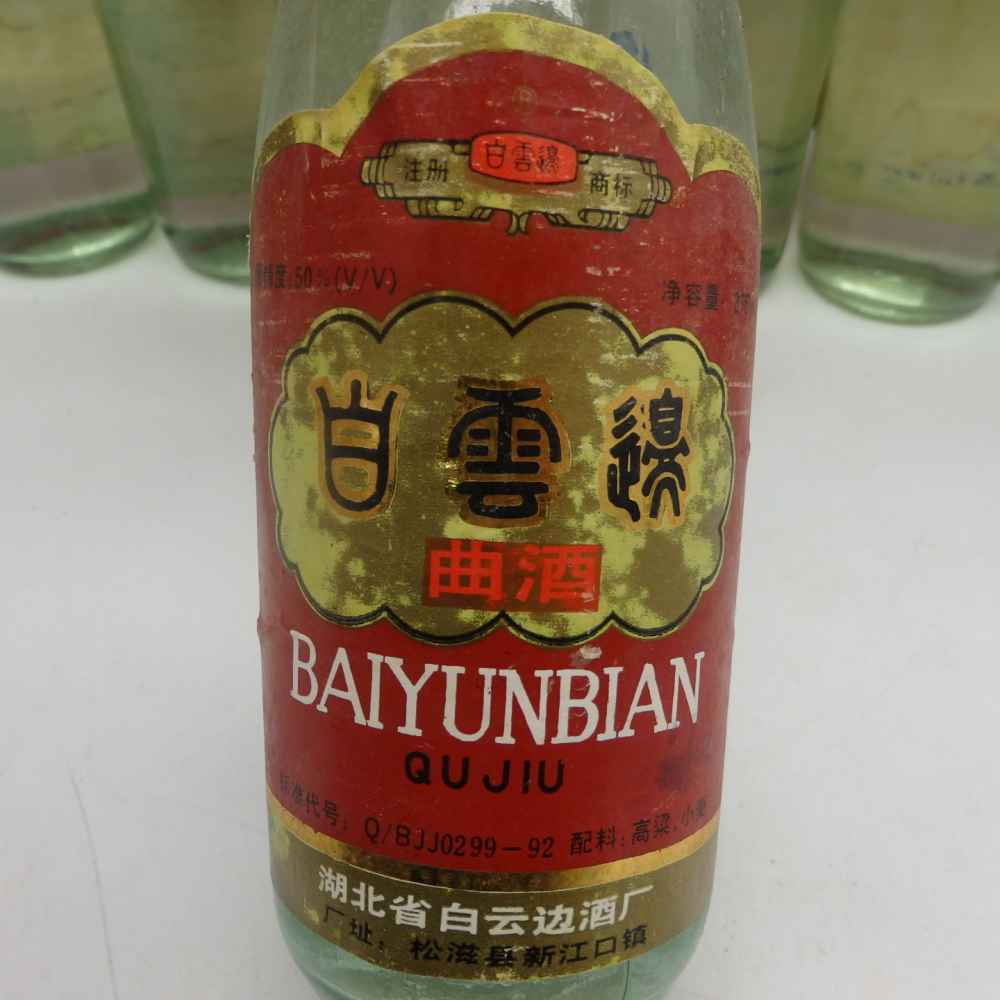 ®
注册 白雲邊 商标
度:50%(V/V) 净容量
白雲邊
曲酒
BAIYUNBIAN
QUJIU
标准代号: Q/BJJ0299-92 配料:高粱、小麦
湖北省白云边酒厂
厂址:松滋县新江口镇